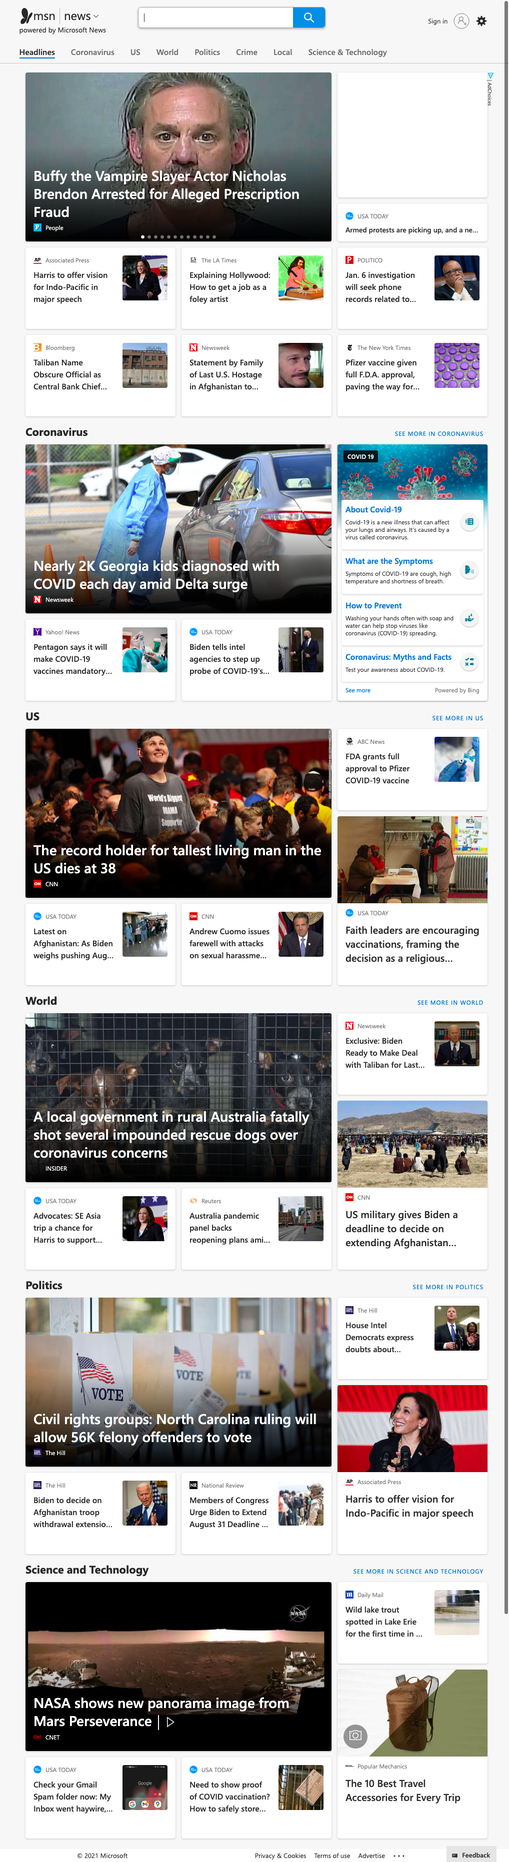 msn | news
powered by Microsoft News
Sign in
Headlines Coronavirus US World Politics Crime Local Science & Technology
Buffy the Vampire Slayer Actor Nicholas
Brendon Arrested for Alleged Prescription
Fraud
People
AdChoices
USA TODAY
Armed protests are picking up, and a ne...
Associated Press
Harris to offer vision
for Indo-Pacific in
major speech
The LA Times
Explaining Hollywood:
How to get a job as a
foley artist
POLITICO
Jan. 6 investigation
will seek phone
records related to...
Bloomberg
Taliban Name
Obscure Official as
Central Bank Chief...
Newsweek
Statement by Family
of Last U.S. Hostage
in Afghanistan to...
The New York Times
Pfizer vaccine given
full F.D.A. approval,
paving the way for...
Coronavirus
SEE MORE IN CORONAVIRUS
Nearly 2K Georgia kids diagnosed with
COVID each day amid Delta surge
Newsweek
COVID 19
About Covid-19
Covid-19 is a new illness that can affect
your lungs and airways. It's caused by a
virus called coronavirus.
What are the Symptoms
Symptoms of COVID-19 are cough, high
temperature and shortness of breath.
How to Prevent
Washing your hands often with soap and
water can help stop viruses like
coronavirus (COVID-19) spreading.
Coronavirus: Myths and Facts
Test your awareness about COVID-19.
See more
Powered by Bing
Yahoo! News
Pentagon says it will
make COVID-19
vaccines mandatory...
USA TODAY
Biden tells intel
agencies to step up
probe of COVID-19's...
US
SEE MORE IN US
World's Biggest
OBAMA
Supporter
The record holder for tallest living man in the
US dies at 38
CNN
ABC News
FDA grants full
approval to Pfizer
COVID-19 vaccine
USA TODAY
Faith leaders are encouraging
vaccinations, framing the
decision as a religious...
USA TODAY
Latest on
Afghanistan: As Biden
weighs pushing Aug...
CNN
Andrew Cuomo issues
farewell with attacks
on sexual harassme...
World
SEE MORE IN WORLD
A local government in rural Australia fatally
shot several impounded rescue dogs over
coronavirus concerns
INSIDER
Newsweek
Exclusive: Biden
Ready to Make Deal
with Taliban for Last...
CNN
US military gives Biden a
deadline to decide on
extending Afghanistan...
USA TODAY
Advocates: SE Asia
trip a chance for
Harris to support...
Reuters
Australia pandemic
panel backs
reopening plans ami...
Politics
SEE MORE IN POLITICS
VOTE
VOTE
VOTE
Civil rights groups: North Carolina ruling will
allow 56K felony offenders to vote
The Hill
The Hill
House Intel
Democrats express
doubts about...
Associated Press
Harris to offer vision for
Indo-Pacific in major speech
The Hill
Biden to decide on
Afghanistan troop
withdrawal extensio...
National Review
Members of Congress
Urge Biden to Extend
August 31 Deadline ...
Science and Technology
SEE MORE IN SCIENCE AND TECHNOLOGY
NASA
NASA shows new panorama image from
Mars Perseverance |
CNET
Daily Mail
Wild lake trout
spotted in Lake Erie
for the first time in ...
Popular Mechanics
The 10 Best Travel
Accessories for Every Trip
USA TODAY
Check your Gmail
Spam folder now: My
Inbox went haywire,...
Google
USA TODAY
Need to show proof
of COVID vaccination?
How to safely store...
© 2021 Microsoft
Privacy & Cookies Terms of use Advertise ...
Feedback